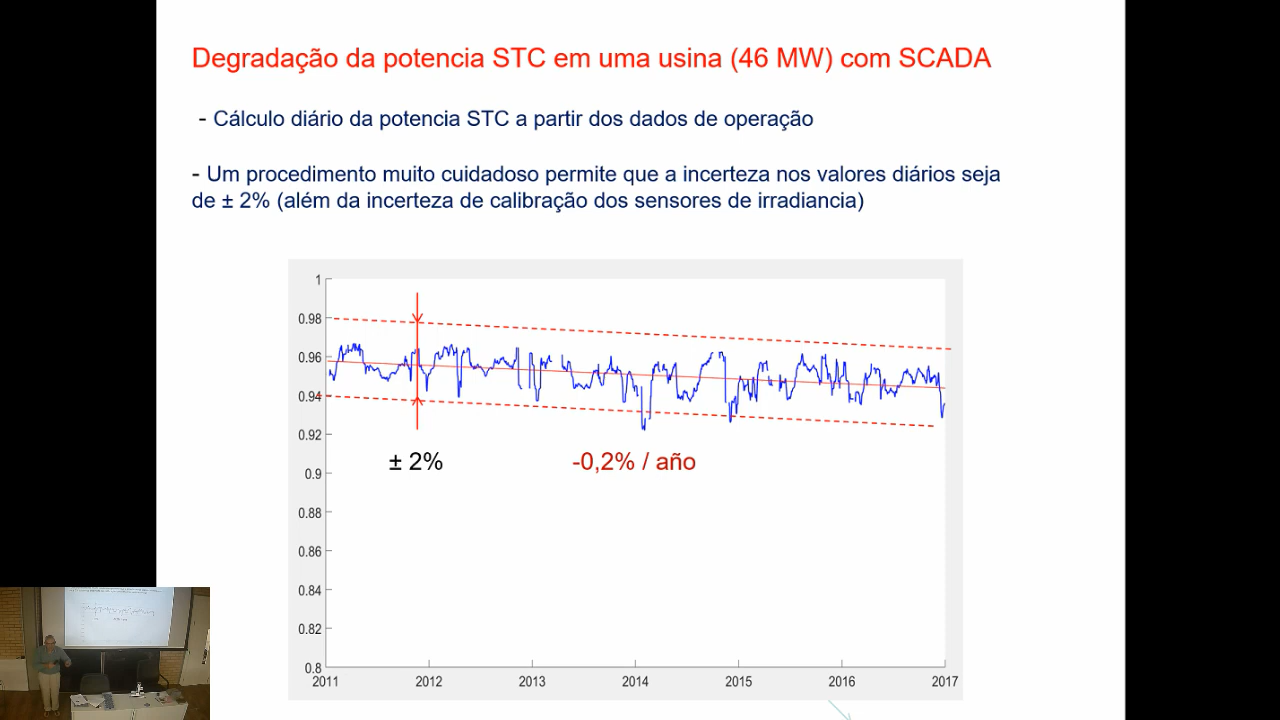 Degradação da potencia STC em uma usina (46 MW) com SCADA
- Cálculo diário da potencia STC a partir dos dados de operação
- Um procedimento muito cuidadoso permite que a incerteza nos valores diários seja
de ± 2% (além da incerteza de calibração dos sensores de irradiancia)
1
0.98
0.96
0.94
0.92
± 2%
-0,2% / año
0.9
0.88
0.86
0.84
0.82
0.8
2011 2012 2013 2014 2015 2016 2017